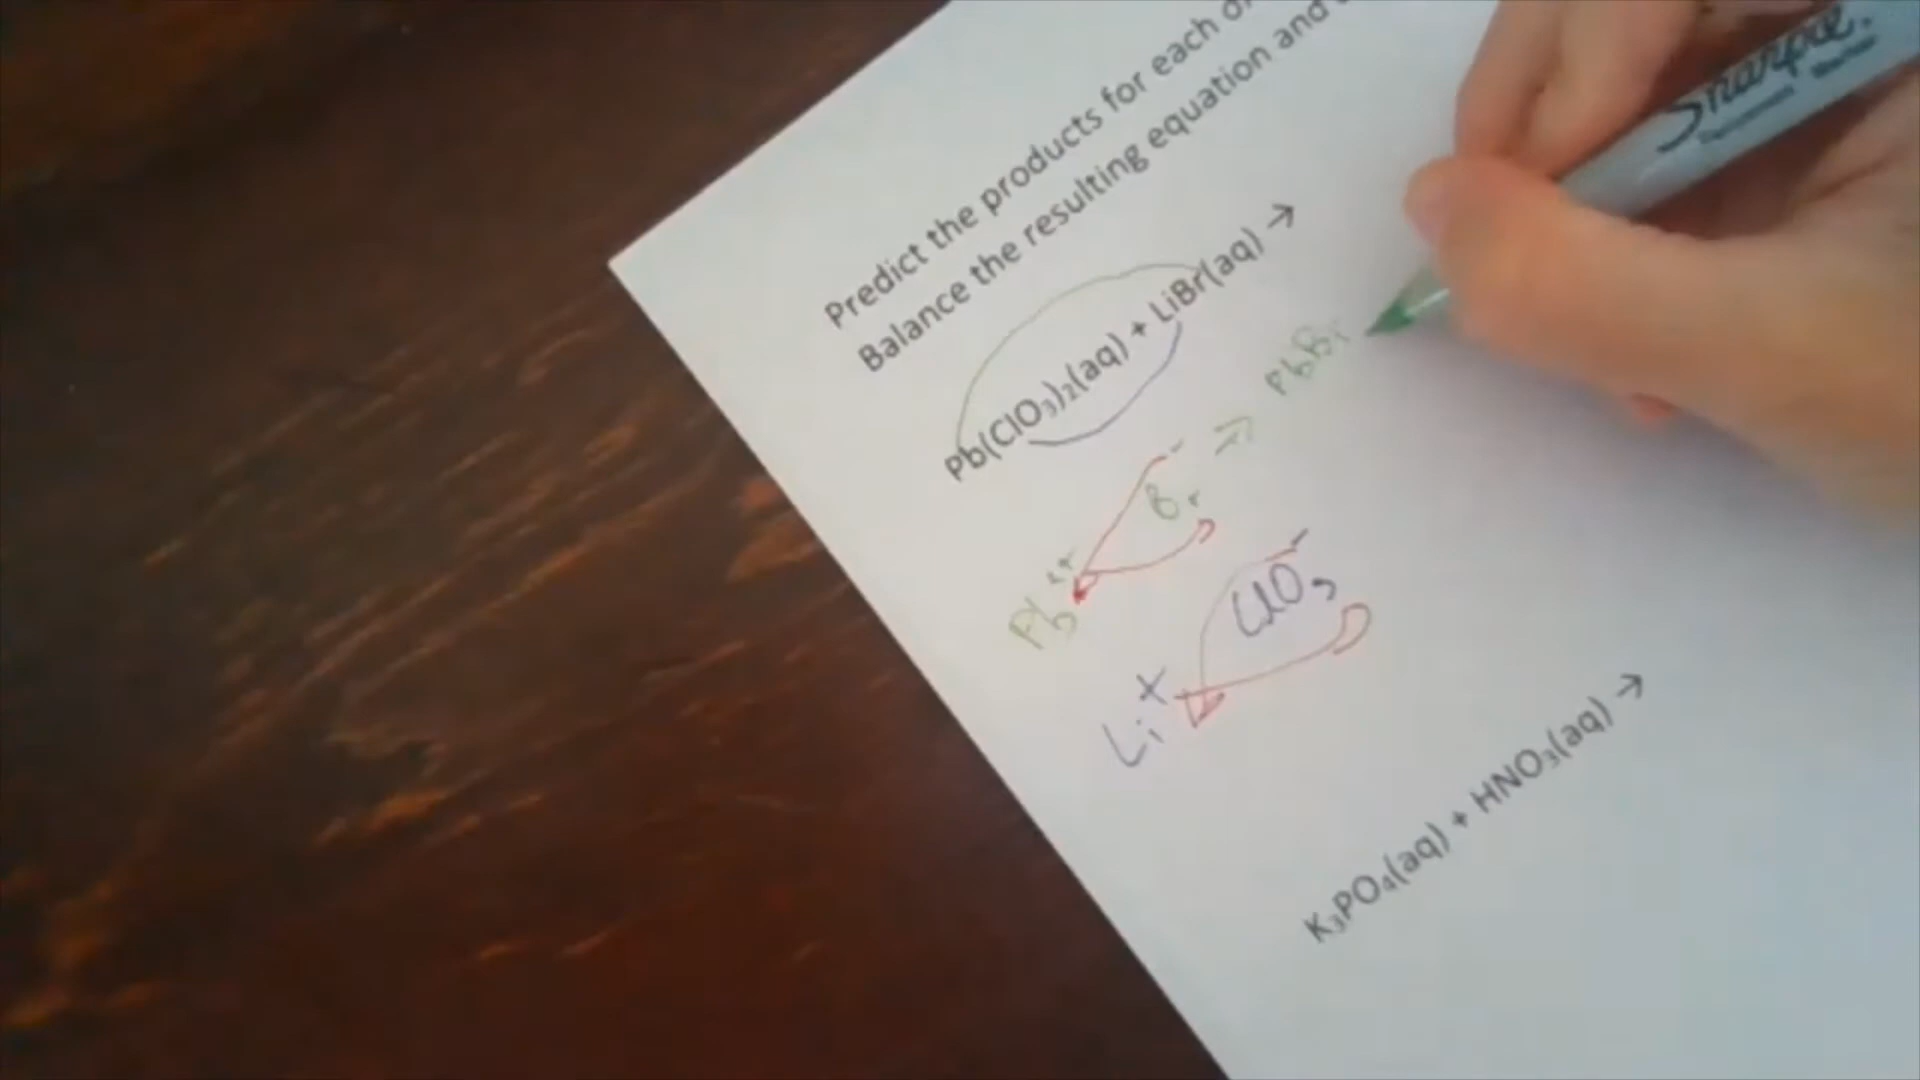 Predict the products for each
Balance the resulting equation and
Pb(ClO₃)₂(aq) + LiBr(aq) →
Pb⁺⁺ Br⁻ ⇒ PbBr
Li⁺ ClO₃⁻
K₃PO₄(aq) + HNO₃(aq) →
Sharpie.